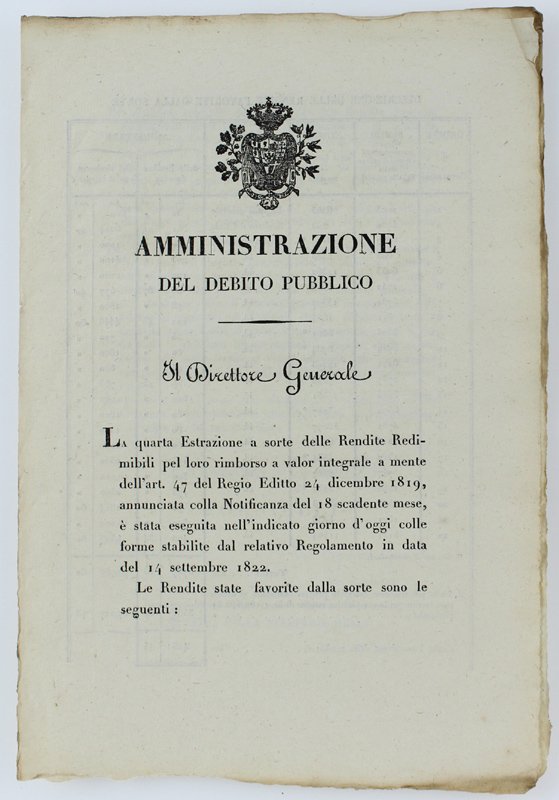 AMMINISTRAZIONE
DEL DEBITO PUBBLICO
Il Direttore Generale
La quarta Estrazione a sorte delle Rendite Redi-
mibili pel loro rimborso a valor integrale a mente
dell'art. 47 del Regio Editto 24 dicembre 1819,
annunciata colla Notificanza del 18 scadente mese,
è stata eseguita nell'indicato giorno d'oggi colle
forme stabilite dal relativo Regolamento in data
del 14 settembre 1822.
Le Rendite state favorite dalla sorte sono le
seguenti :